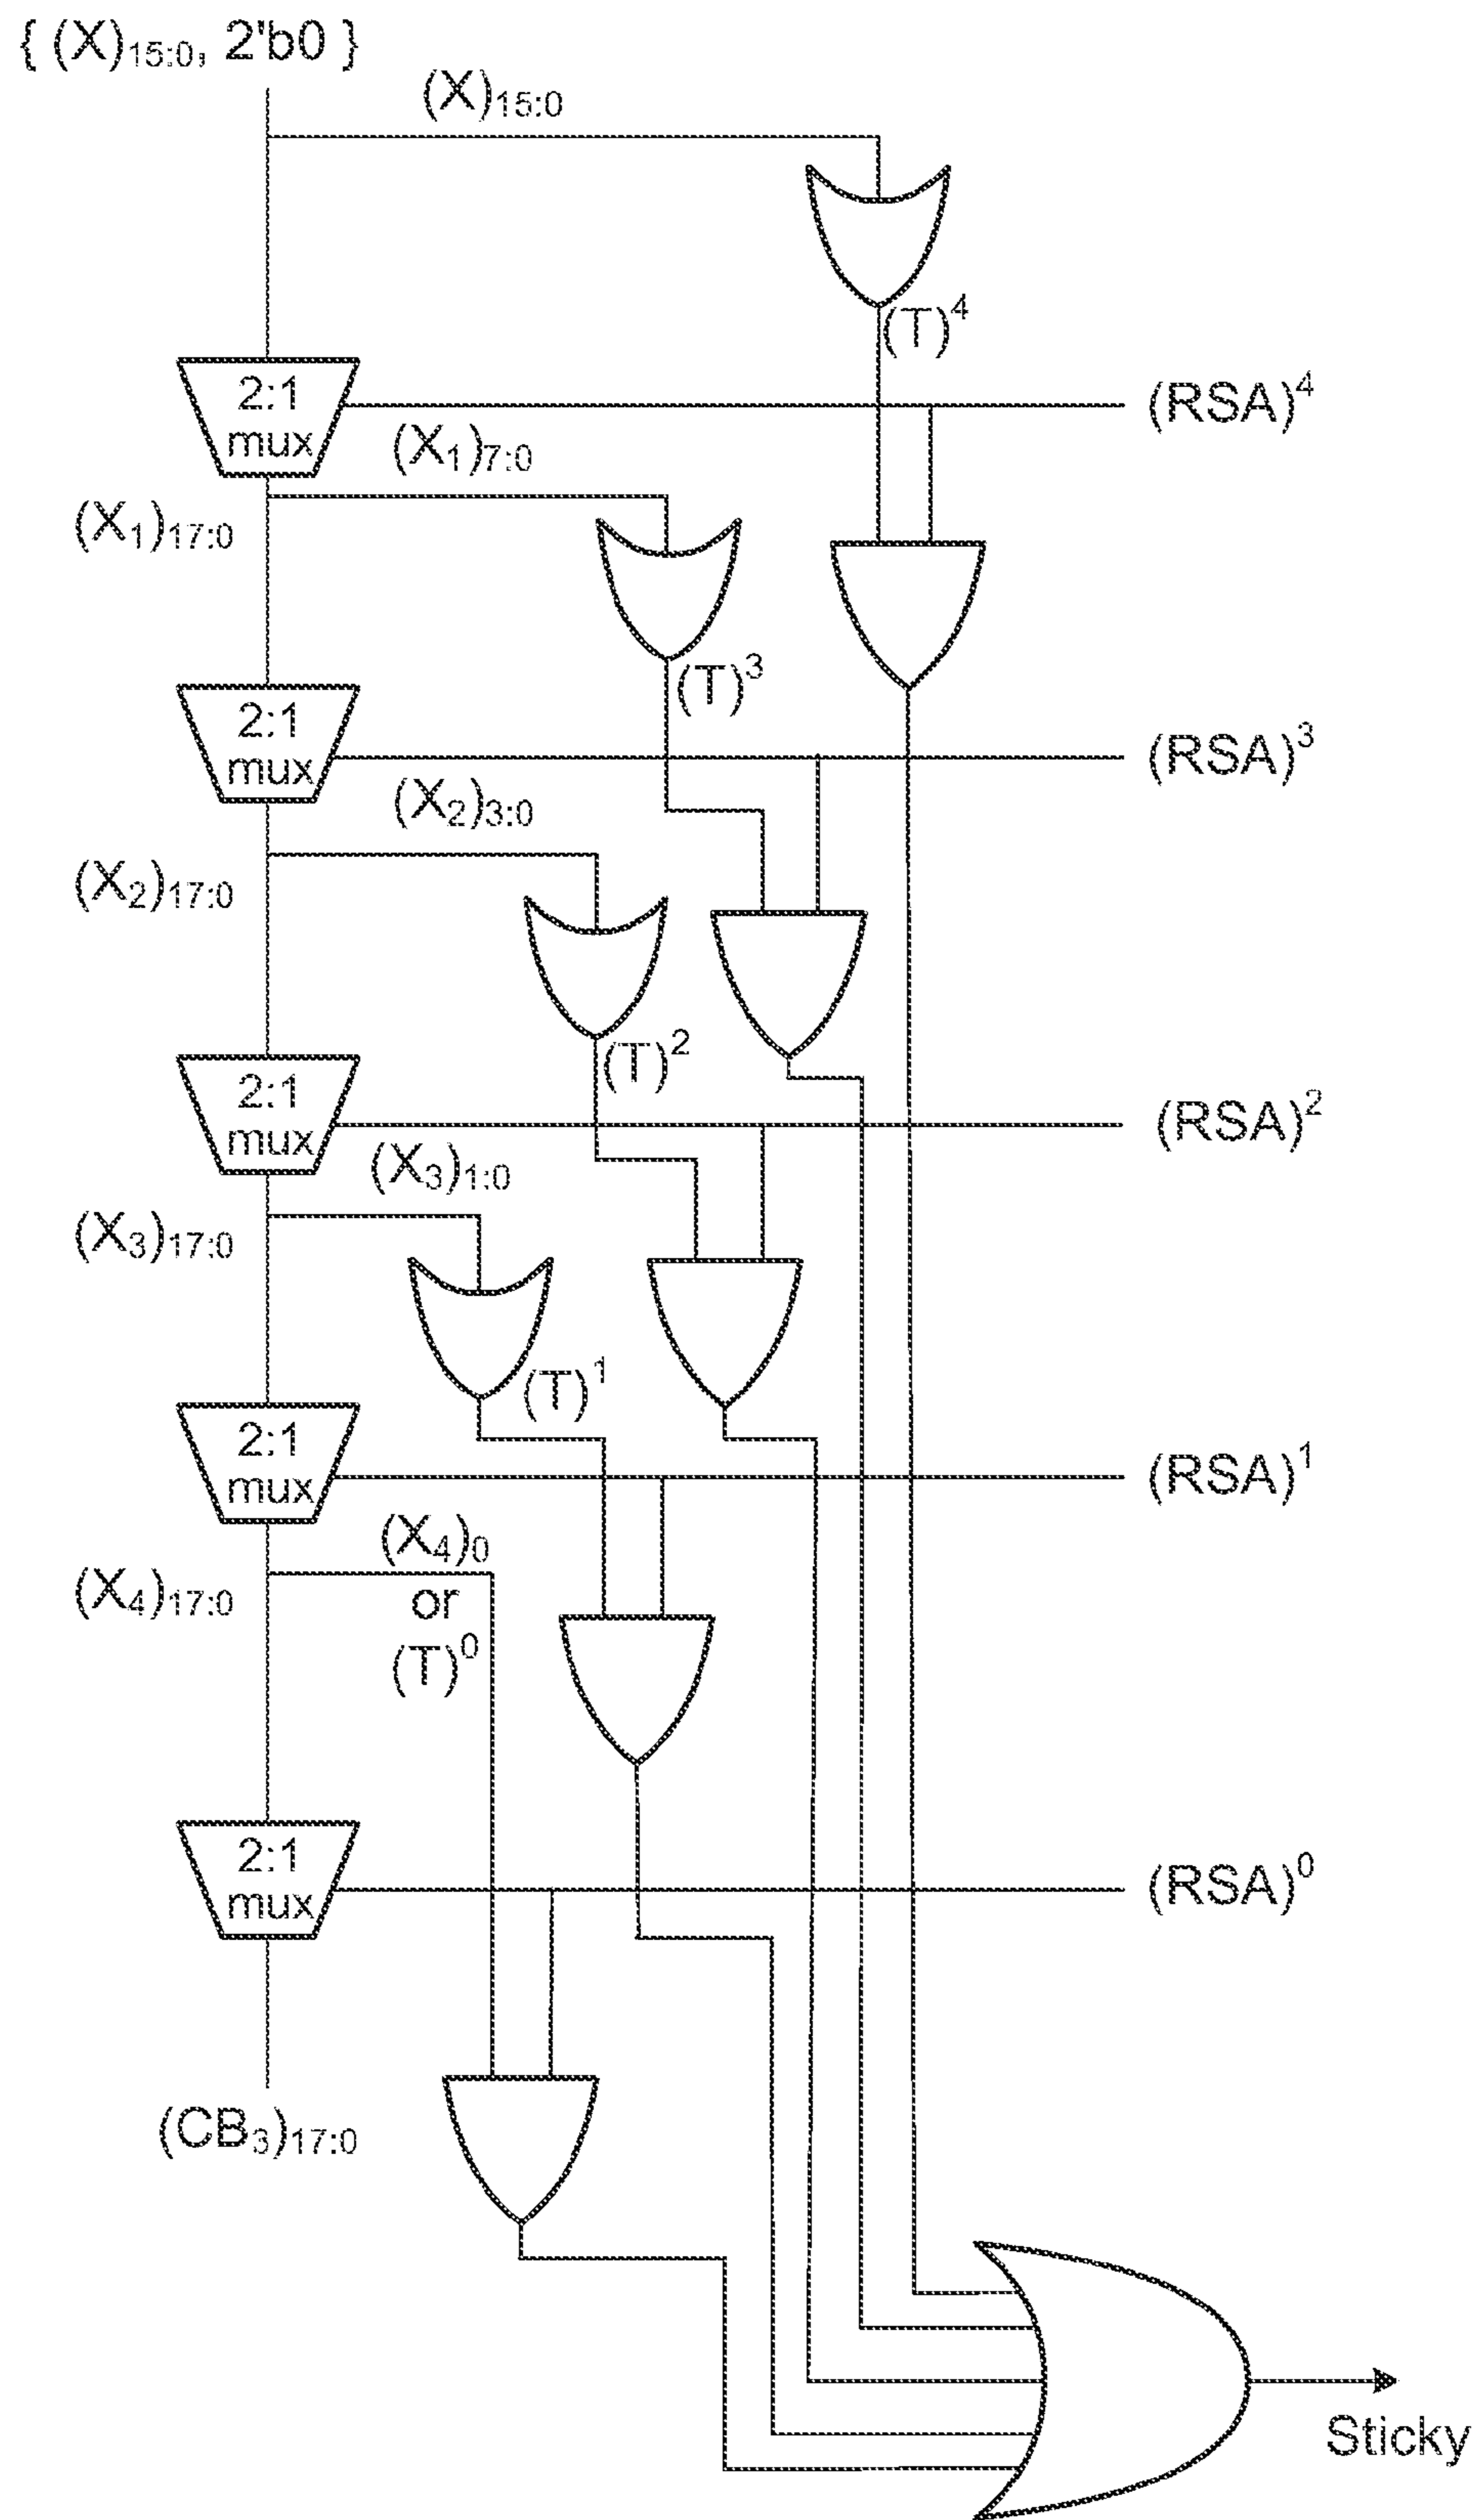 { (X)15:0, 2'b0 }
(X)15:0
(T)4
2:1
mux
(RSA)4
(X1)7:0
(X1)17:0
(T)3
2:1
mux
(RSA)3
(X2)3:0
(X2)17:0
(T)2
2:1
mux
(RSA)2
(X3)1:0
(X3)17:0
(T)1
2:1
mux
(RSA)1
(X4)0
or
(T)0
(X4)17:0
2:1
mux
(RSA)0
(CB3)17:0
Sticky